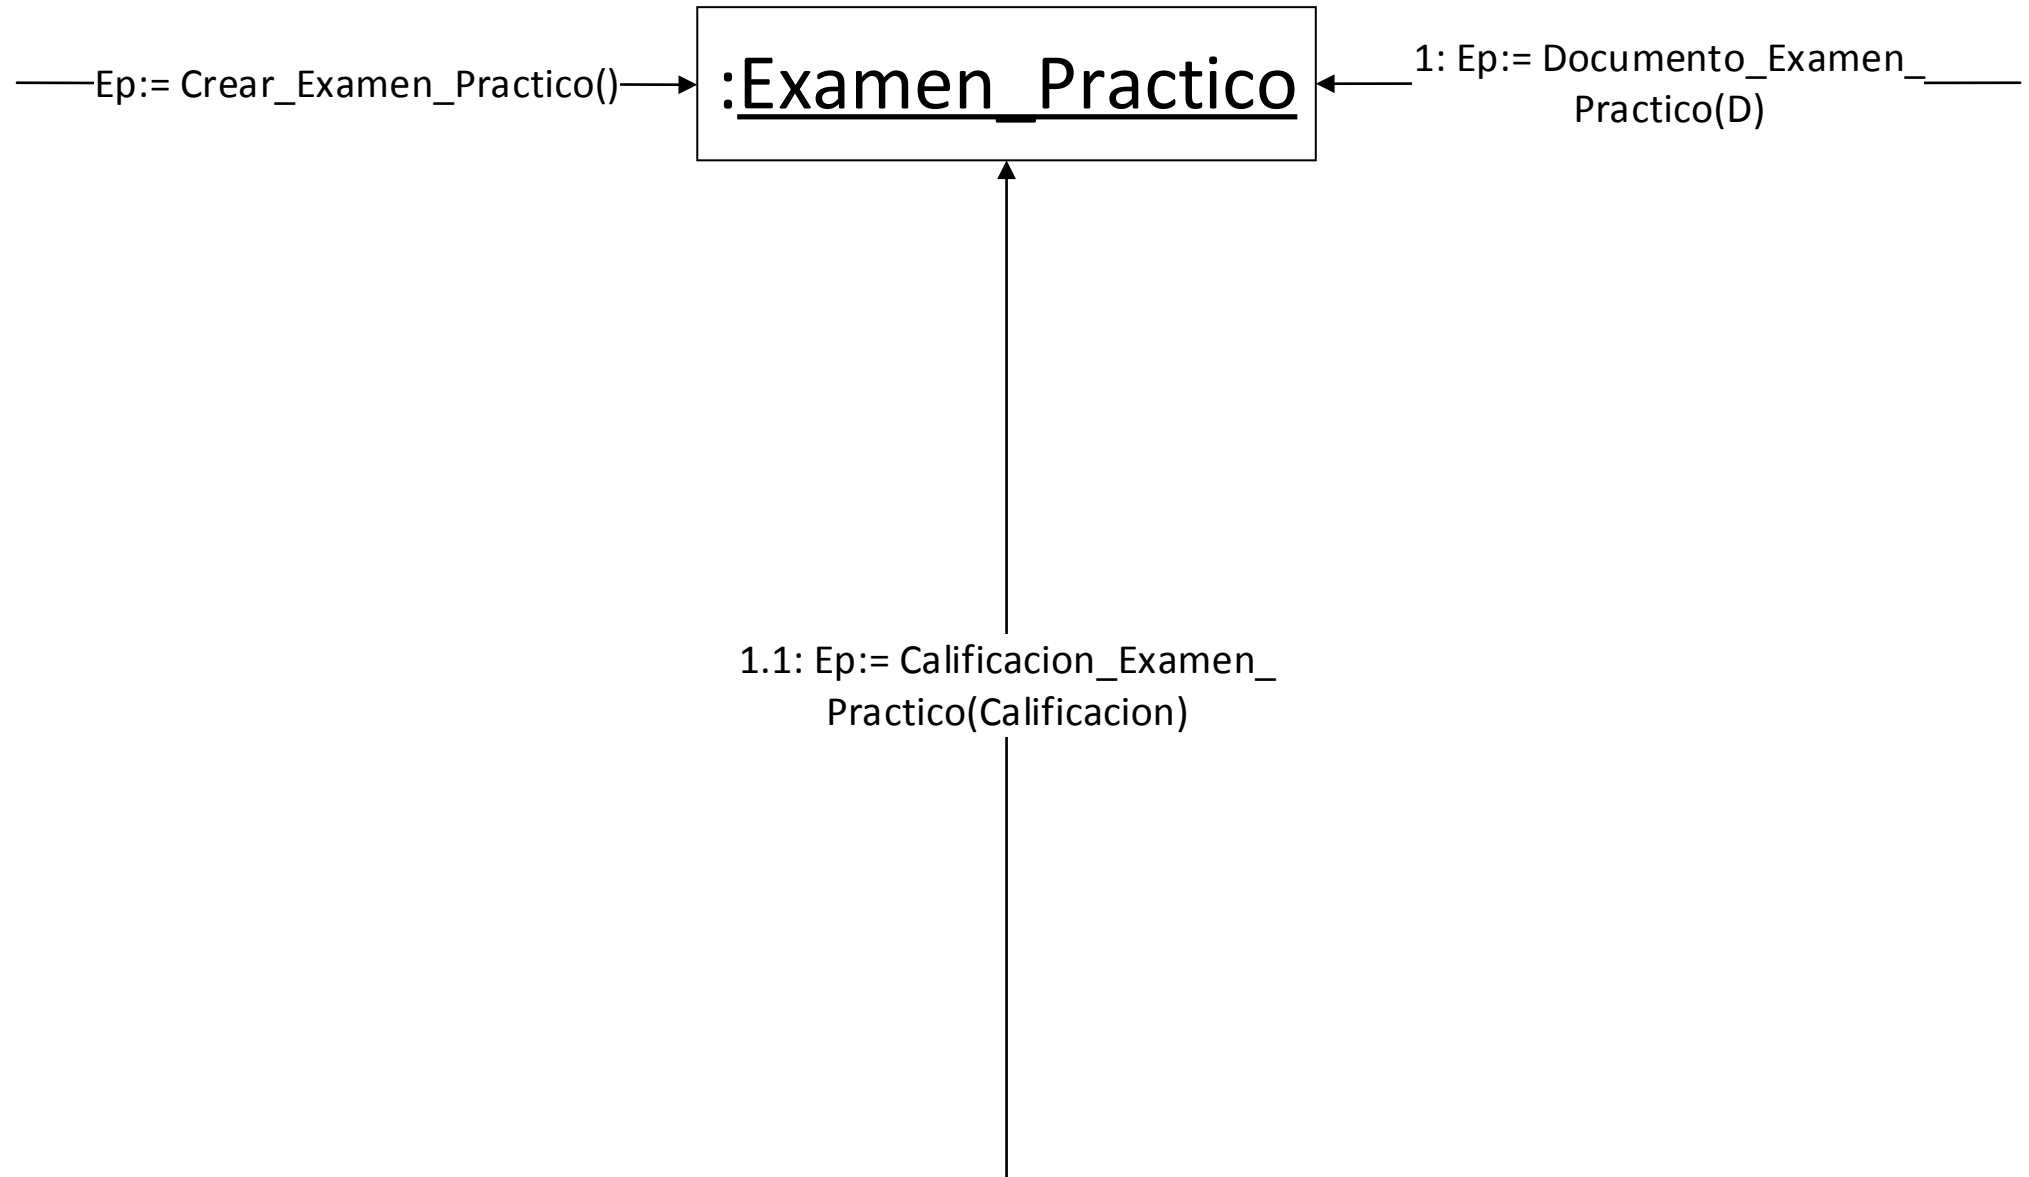 Ep:= Crear_Examen_Practico()
:Examen_Practico
1: Ep:= Documento_Examen_
Practico(D)
1.1: Ep:= Calificacion_Examen_
Practico(Calificacion)